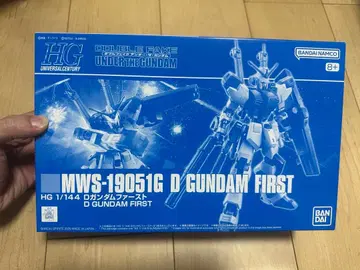 HG
UNIVERSAL CENTURY
DOUBLE FAKE
UNDER THE GUNDAM
BANDAI NAMCO
8+
MWS-19051G D GUNDAM FIRST
HG 1/144 Dガンダムファースト
D GUNDAM FIRST
BANDAI